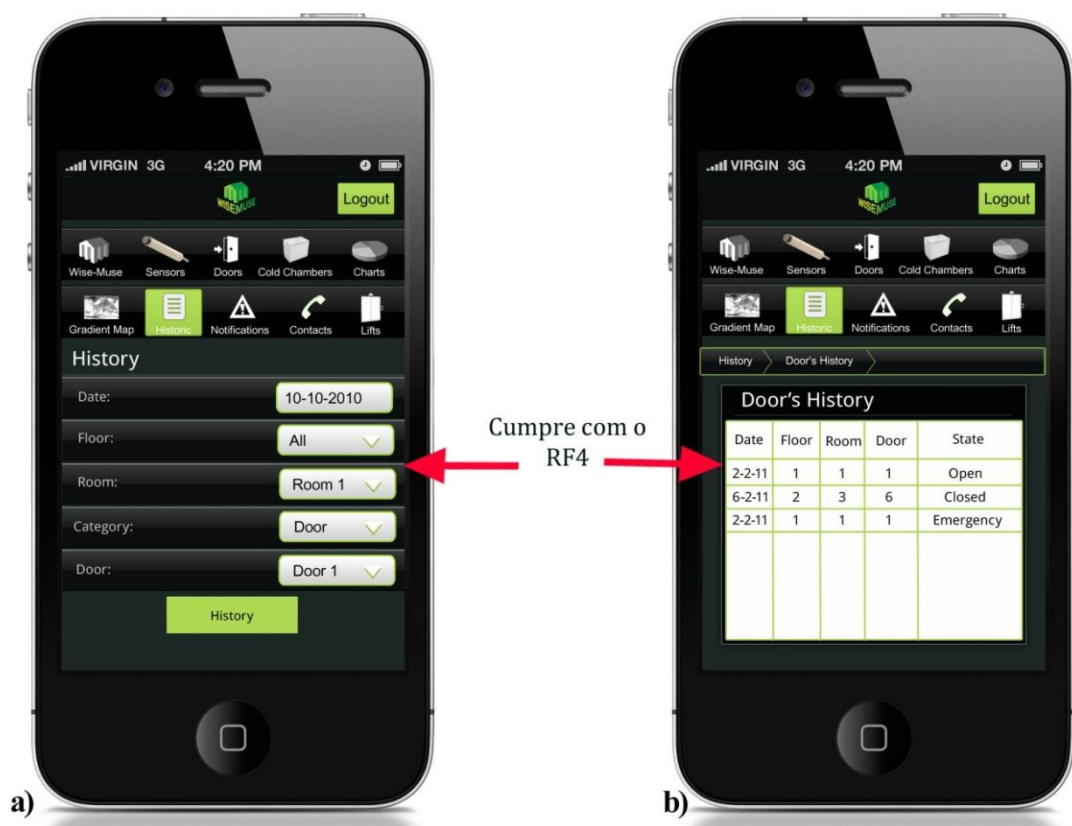 VIRGIN 3G 4:20 PM
WISEMUSE
Logout
Wise-Muse Sensors Doors Cold Chambers Charts
Gradient Map Historic Notifications Contacts Lifts
History
Date: 10-10-2010
Floor: All
Room: Room 1
Category: Door
Door: Door 1
History
a)
Cumpre com o
RF4
VIRGIN 3G 4:20 PM
WISEMUSE
Logout
Wise-Muse Sensors Doors Cold Chambers Charts
Gradient Map Historic Notifications Contacts Lifts
History Door's History
Door's History
Date Floor Room Door State
2-2-11 1 1 1 Open
6-2-11 2 3 6 Closed
2-2-11 1 1 1 Emergency
b)